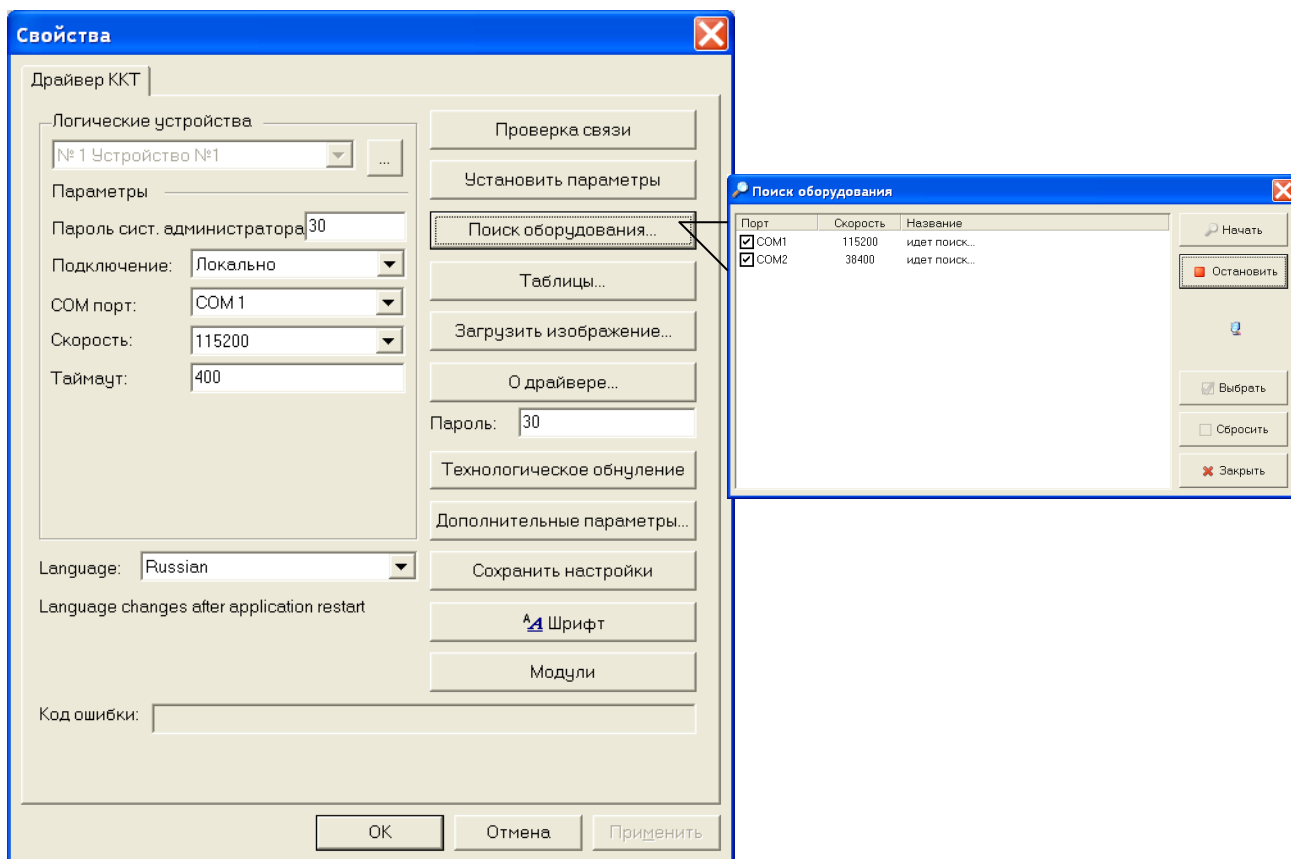 Свойства
Драйвер ККТ
Логические устройства
№ 1 Устройство №1
...
Параметры
Пароль сист. администратора 30
Подключение: Локально
COM порт: COM 1
Скорость: 115200
Таймаут: 400
Language: Russian
Language changes after application restart
Проверка связи
Установить параметры
Поиск оборудования...
Таблицы...
Загрузить изображение...
О драйвере...
Пароль: 30
Технологическое обнуление
Дополнительные параметры...
Сохранить настройки
AA Шрифт
Модули
Код ошибки:
OK Отмена Применить
Поиск оборудования
Порт Скорость Название
COM1 115200 идет поиск...
COM2 38400 идет поиск...
Начать
Остановить
Выбрать
Сбросить
Закрыть